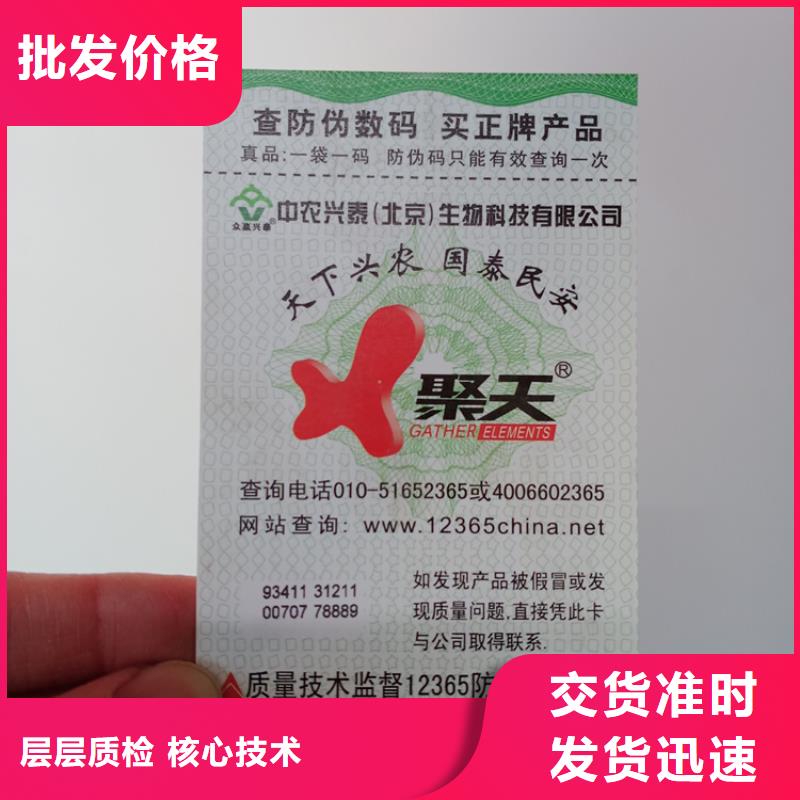 批发价格
查防伪数码 买正牌产品
真品:一袋一码 防伪码只能有效查询一次
众赢兴泰® 中农兴泰(北京)生物科技有限公司
天下兴农 国泰民安
聚天®
GATHER ELEMENTS
查询电话010-51652365或4006602365
网站查询: www.12365china.net
93411 31211
00707 78889
如发现产品被假冒或发
现质量问题,直接凭此卡
与公司取得联系.
质量技术监督12365防
交货准时
发货迅速
层层质检 核心技术